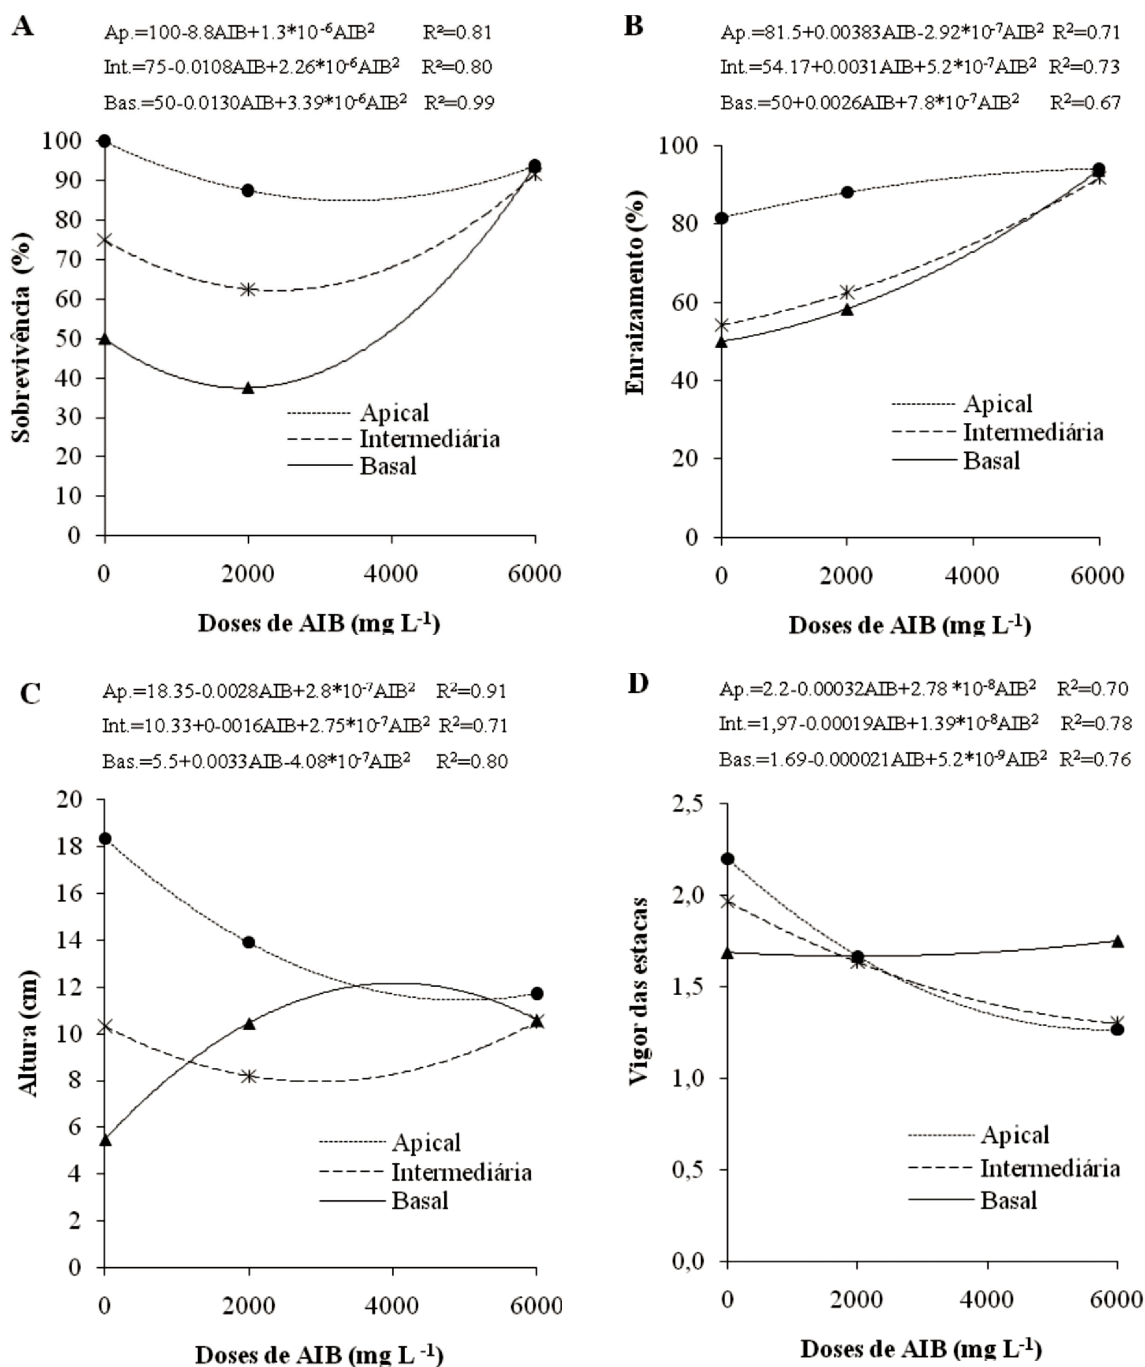 A
Ap.=100-8.8AIB+1.3*10⁻⁶AIB² R²=0.81
Int.=75-0.0108AIB+2.26*10⁻⁶AIB² R²=0.80
Bas.=50-0.0130AIB+3.39*10⁻⁶AIB² R²=0.99
100
90
80
70
60
50
40
30
20
10
0
Sobrevivência (%)
Apical
Intermediária
Basal
0 2000 4000 6000
Doses de AIB (mg L⁻¹)
B
Ap.=81.5+0.00383AIB-2.92*10⁻⁷AIB² R²=0.71
Int.=54.17+0.0031AIB+5.2*10⁻⁷AIB² R²=0.73
Bas.=50+0.0026AIB+7.8*10⁻⁷AIB² R²=0.67
100
80
60
40
20
0
Enraizamento (%)
Apical
Intermediária
Basal
0 2000 4000 6000
Doses de AIB (mg L⁻¹)
C
Ap.=18.35-0.0028AIB+2.8*10⁻⁷AIB² R²=0.91
Int.=10.33+0-0016AIB+2.75*10⁻⁷AIB² R²=0.71
Bas.=5.5+0.0033AIB-4.08*10⁻⁷AIB² R²=0.80
20
18
16
14
12
10
8
6
4
2
0
Altura (cm)
Apical
Intermediária
Basal
0 2000 4000 6000
Doses de AIB (mg L ⁻¹)
D
Ap.=2.2-0.00032AIB+2.78 *10⁻⁸AIB² R²=0.70
Int.=1,97-0.00019AIB+1.39*10⁻⁸AIB² R²=0.78
Bas.=1.69-0.000021AIB+5.2*10⁻⁹AIB² R²=0.76
2,5
2,0
1,5
1,0
0,5
0,0
Vigor das estacas
Apical
Intermediária
Basal
0 2000 4000 6000
Doses de AIB (mg L⁻¹)